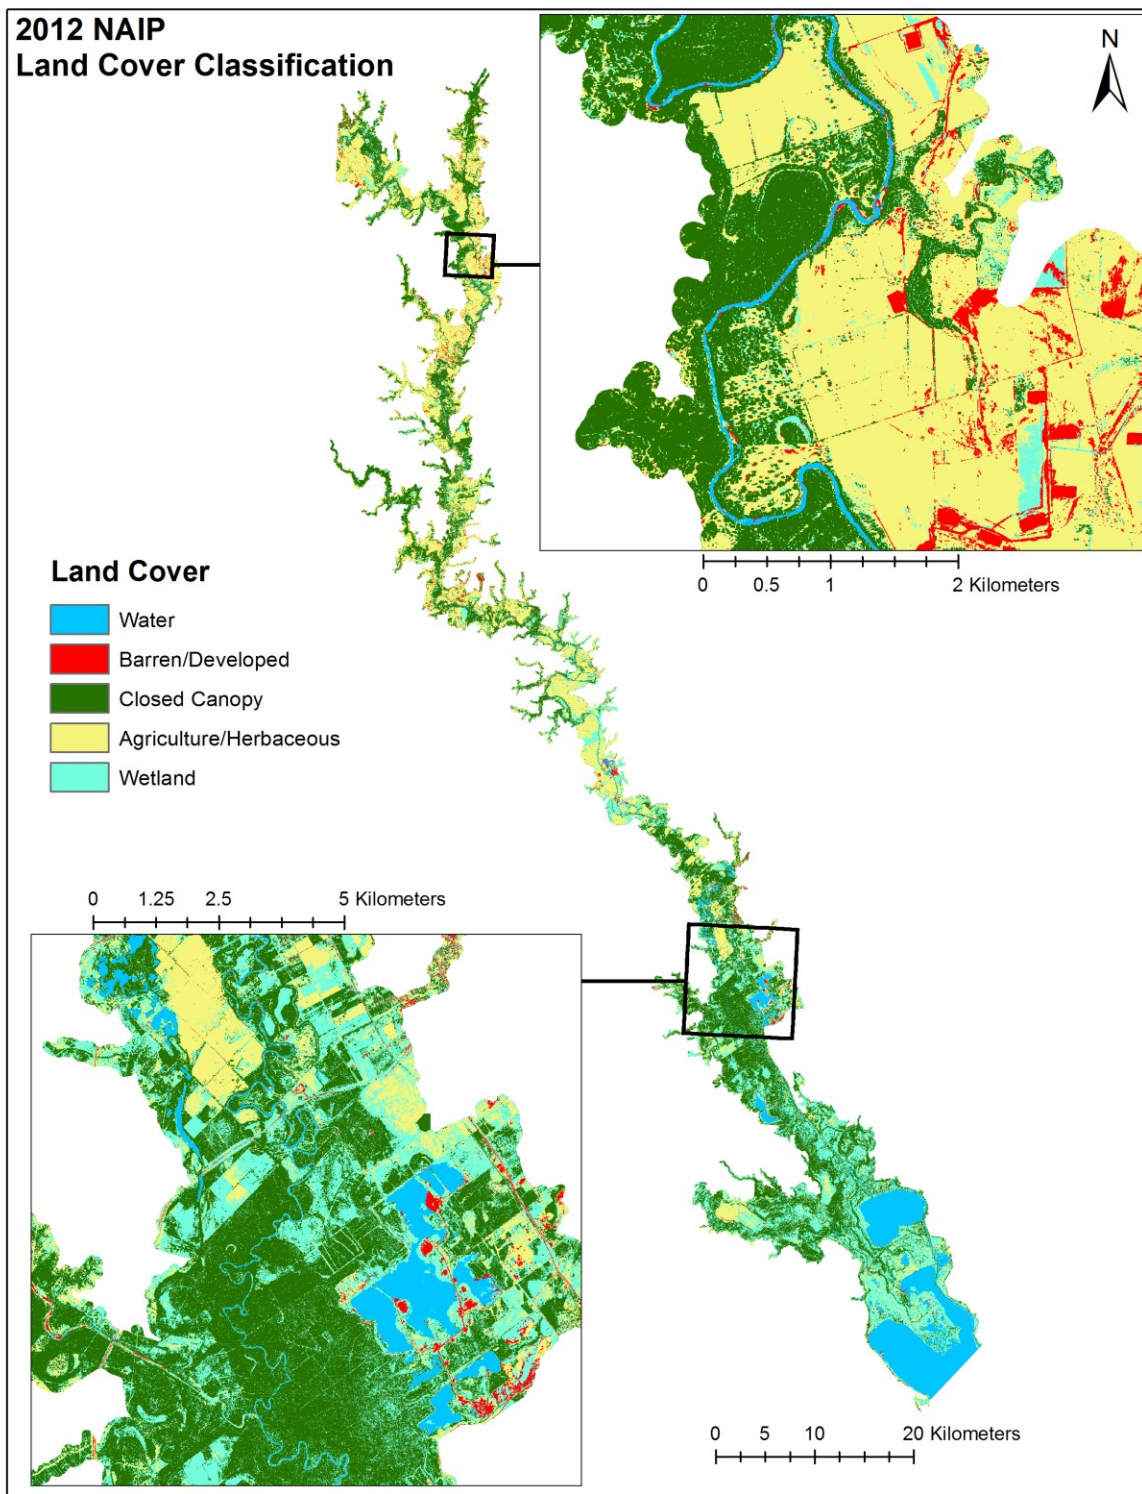 2012 NAIP
Land Cover Classification
N
0 0.5 1 2 Kilometers
Land Cover
Water
Barren/Developed
Closed Canopy
Agriculture/Herbaceous
Wetland
0 1.25 2.5 5 Kilometers
0 5 10 20 Kilometers